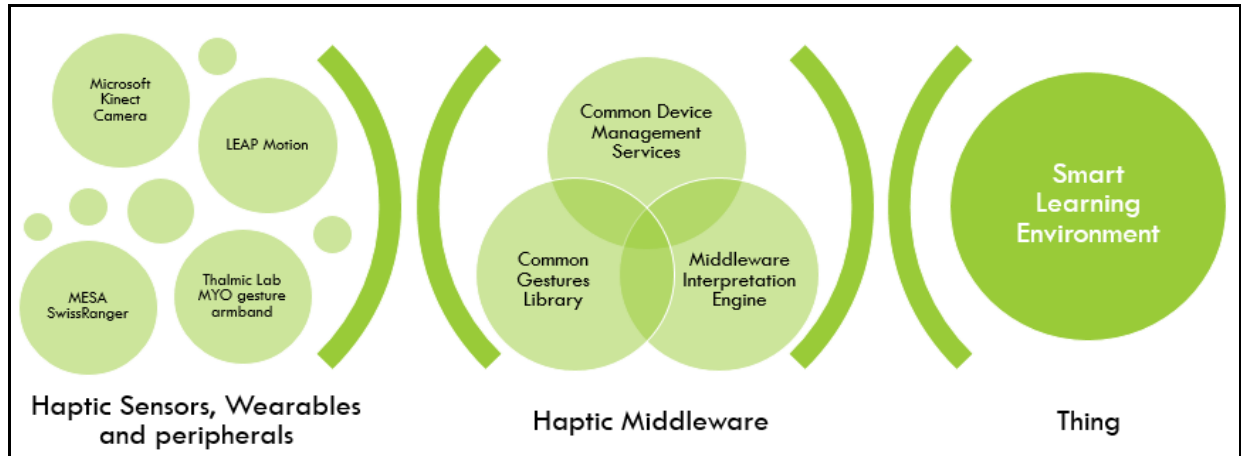 Microsoft
Kinect
Camera
LEAP Motion
MESA
SwissRanger
Thalmic Lab
MYO gesture
armband
Haptic Sensors, Wearables
and peripherals
Common Device
Management
Services
Common
Gestures
Library
Middleware
Interpretation
Engine
Haptic Middleware
Smart
Learning
Environment
Thing